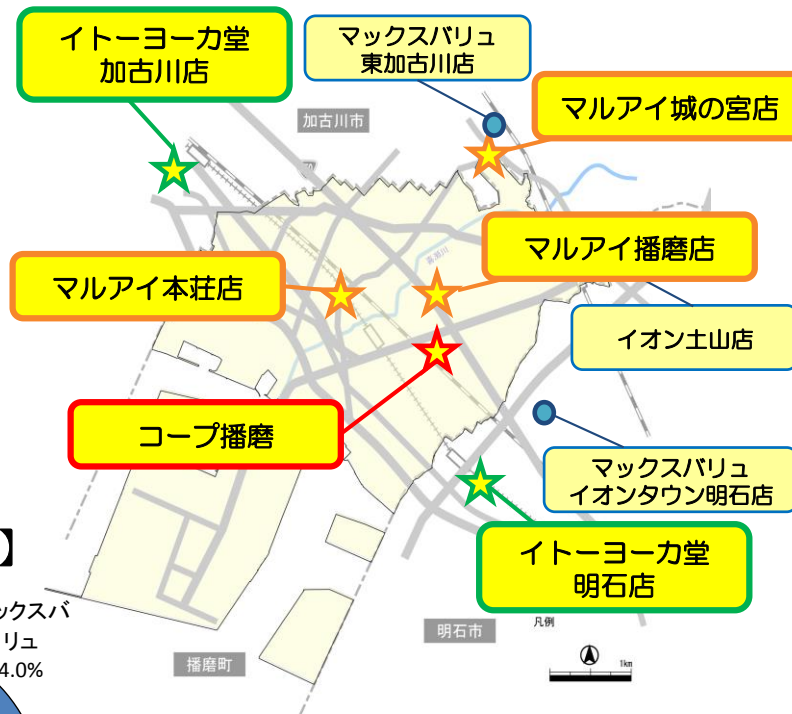 イトーヨーカ堂
加古川店
マックスバリュ
東加古川店
マルアイ城の宮店
加古川市
マルアイ播磨店
マルアイ本荘店
イオン土山店
コープ播磨
マックスバリュ
イオンタウン明石店
イトーヨーカ堂
明石店
】
ックスバ
リュ
4.0%
凡例
明石市
播磨町
1km